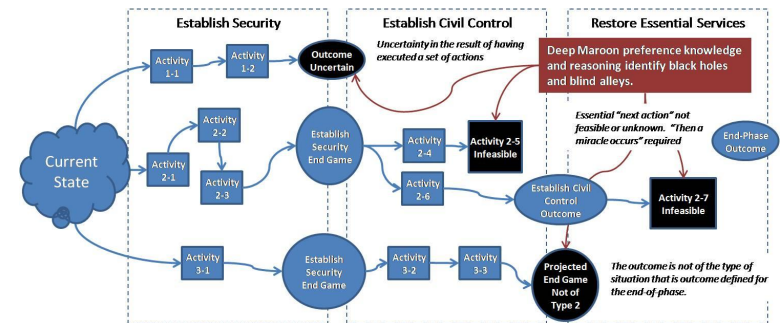 Establish Security
Establish Civil Control
Restore Essential Services
Activity
1-1
Activity
1-2
Outcome
Uncertain
Uncertainty in the result of having
executed a set of actions
Deep Maroon preference knowledge
and reasoning identify black holes
and blind alleys.
Current
State
Activity
2-1
Activity
2-2
Activity
2-3
Establish
Security
End Game
Activity
2-4
Activity 2-5
Infeasible
Activity
2-6
Essential “next action” not
feasible or unknown. “Then a
miracle occurs” required
End-Phase
Outcome
Establish Civil
Control
Outcome
Activity 2-7
Infeasible
Activity
3-1
Establish
Security
End Game
Activity
3-2
Activity
3-3
Projected
End Game
Not of
Type 2
The outcome is not of the type of
situation that is outcome defined for
the end-of-phase.